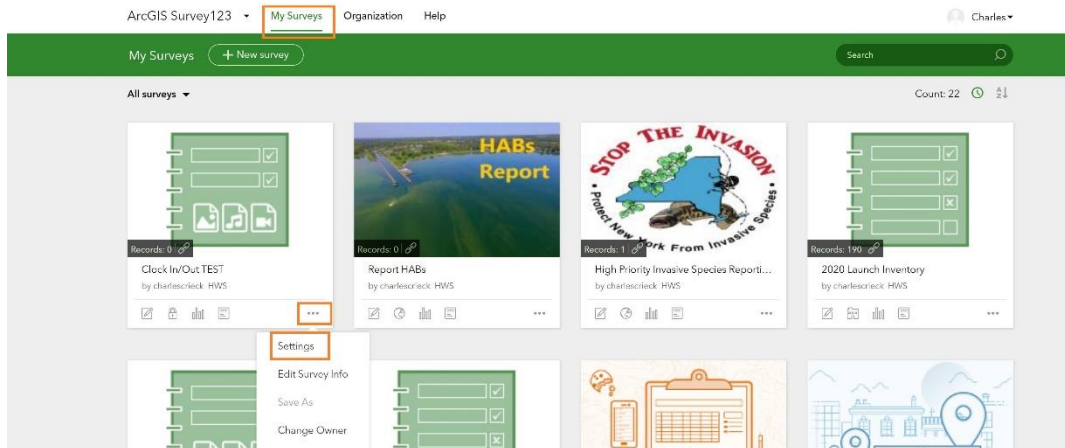 ArcGIS Survey123 My Surveys Organization Help Charles
My Surveys + New survey Search
All surveys Count: 22
HABs
Report
STOP THE INVASION
Protect New York From Invasive Species
Records: 0 Records: 0 Records: 1 Records: 190
Clock In/Out TEST Report HABs High Priority Invasive Species Reporti... 2020 Launch Inventory
by charlescrieck_HWS by charlescrieck_HWS by charlescrieck_HWS by charlescrieck_HWS
Settings
Edit Survey Info
Save As
Change Owner